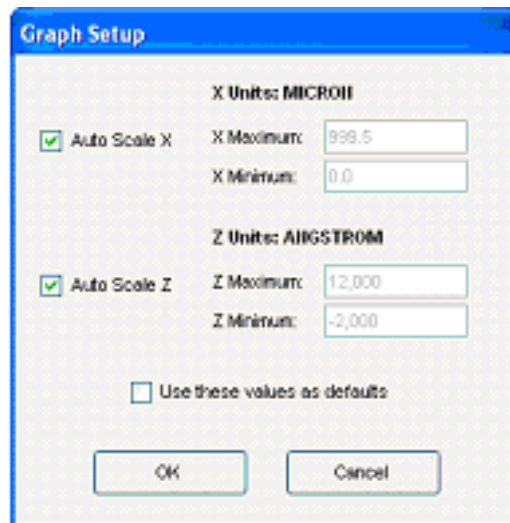 Graph Setup
X Units: MICRON
Auto Scale X
X Maximum: 999.5
X Minimum: 0.0
Z Units: ANGSTROM
Auto Scale Z
Z Maximum: 12,000
Z Minimum: -2,000
Use these values as defaults
OK Cancel